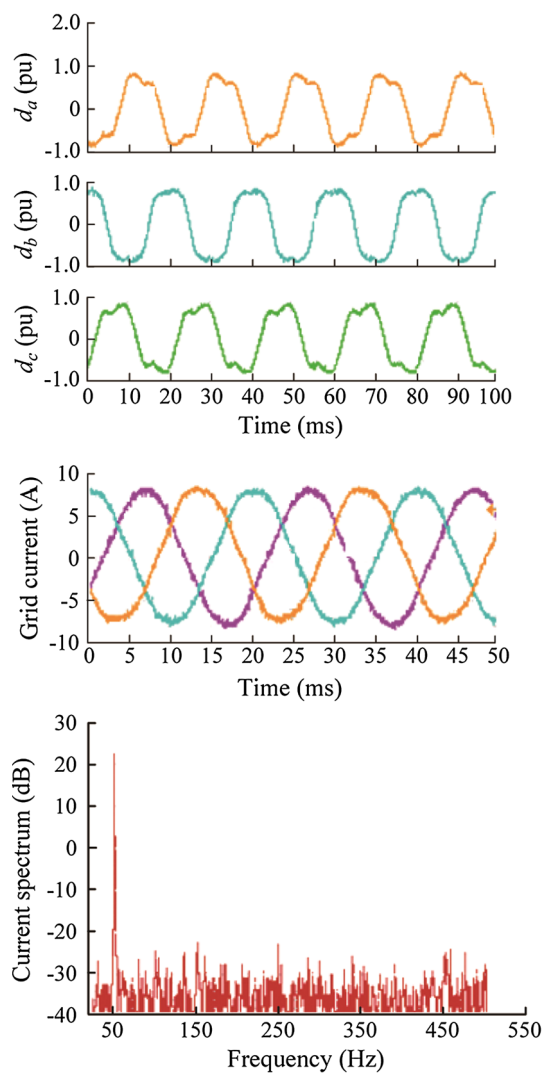 2.0
1.0
0
-1.0
d_a (pu)
1.0
0
-1.0
d_b (pu)
1.0
0
-1.0
d_c (pu)
0 10 20 30 40 50 60 70 80 90 100
Time (ms)
10
5
0
-5
-10
Grid current (A)
0 5 10 15 20 25 30 35 40 45 50
Time (ms)
30
20
10
0
-10
-20
-30
-40
Current spectrum (dB)
50 150 250 350 450 550
Frequency (Hz)